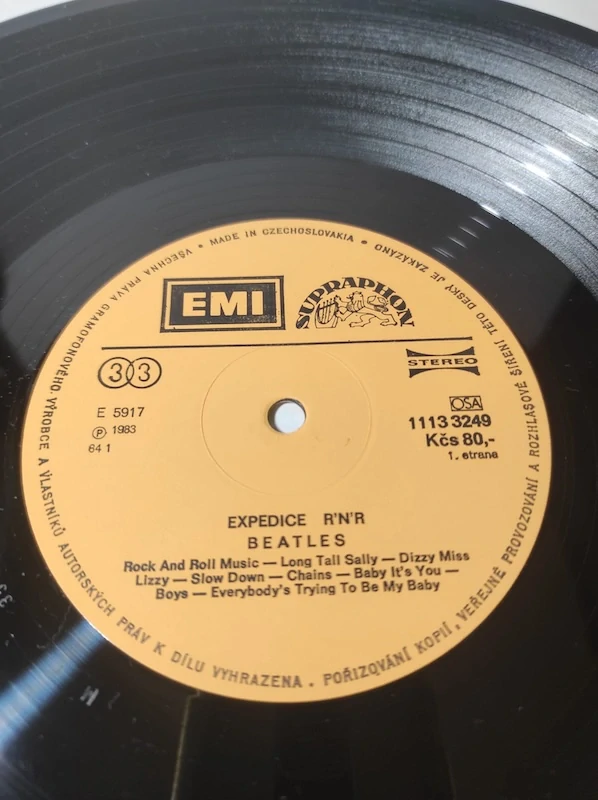 VŠECHNA PRÁVA GRAMOFONOVÉHO VÝROBCE A VLASTNÍKŮ AUTORSKÝCH PRÁV K DÍLU VYHRAZENA. POŘIZOVÁNÍ KOPIÍ, VEŘEJNÉ PROVOZOVÁNÍ A ROZHLASOVÉ ŠÍŘENÍ TÉTO DESKY JE ZAKÁZÁNO • MADE IN CZECHOSLOVAKIA •
EMI SUPRAPHON
33 STEREO
OSA
E 5917 1113 3249
Ⓟ 1983 Kčs 80,-
64 1 1. strana
EXPEDICE R'N'R
BEATLES
Rock And Roll Music — Long Tall Sally — Dizzy Miss
Lizzy — Slow Down — Chains — Baby It's You —
Boys — Everybody's Trying To Be My Baby